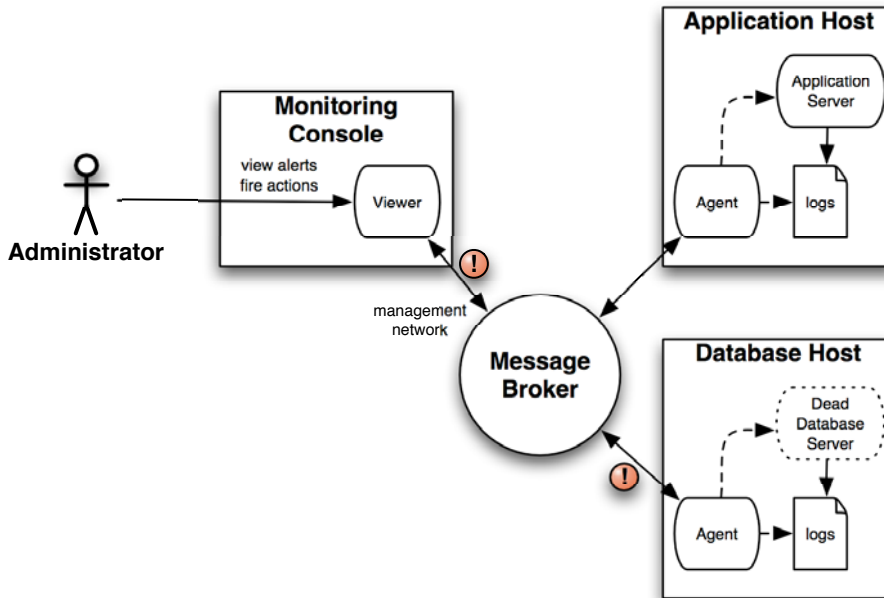 Application Host
Application
Server
Agent
logs
Monitoring
Console
view alerts
fire actions
Viewer
Administrator
!
management
network
Message
Broker
!
Database Host
Dead
Database
Server
Agent
logs